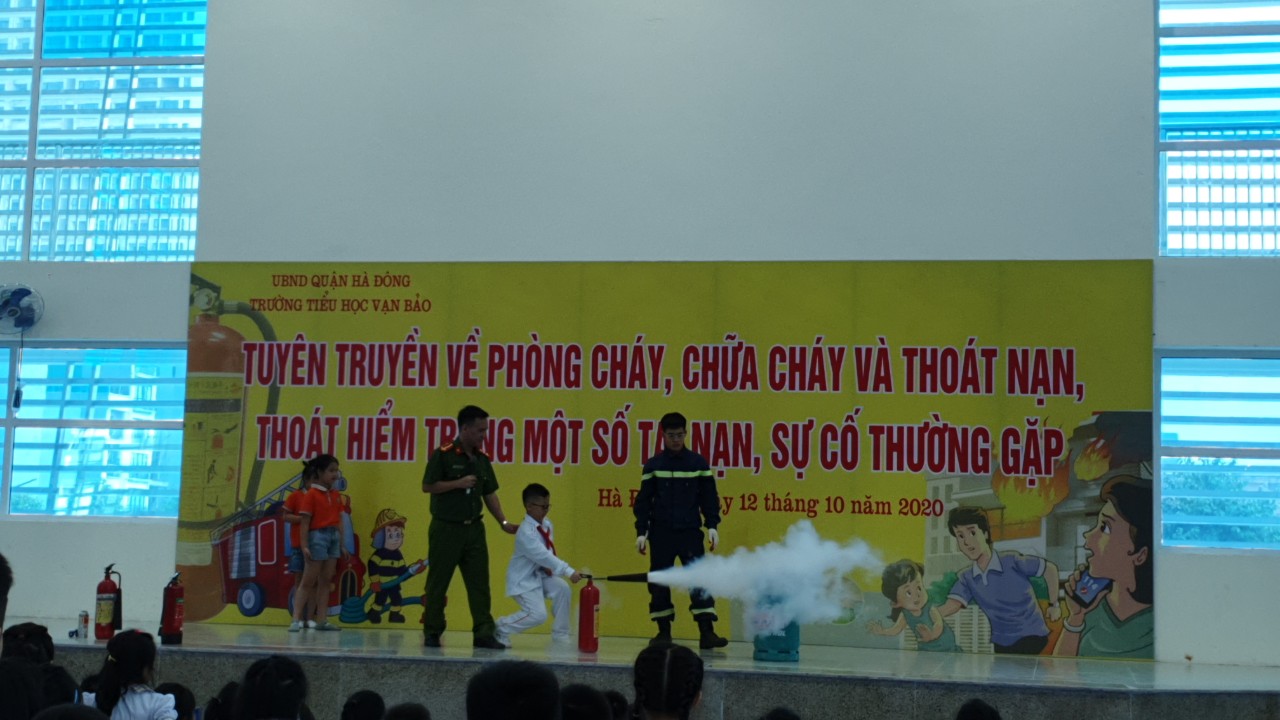 UBND QUẬN HÀ ĐÔNG
TRƯỜNG TIỂU HỌC VẠN BẢO
TUYÊN TRUYỀN VỀ PHÒNG CHÁY, CHỮA CHÁY VÀ THOÁT NẠN,
THOÁT HIỂM MỘT SỐ NẠN, SỰ CỐ THƯỜNG GẶP
Hà 12 tháng 10 năm 2020